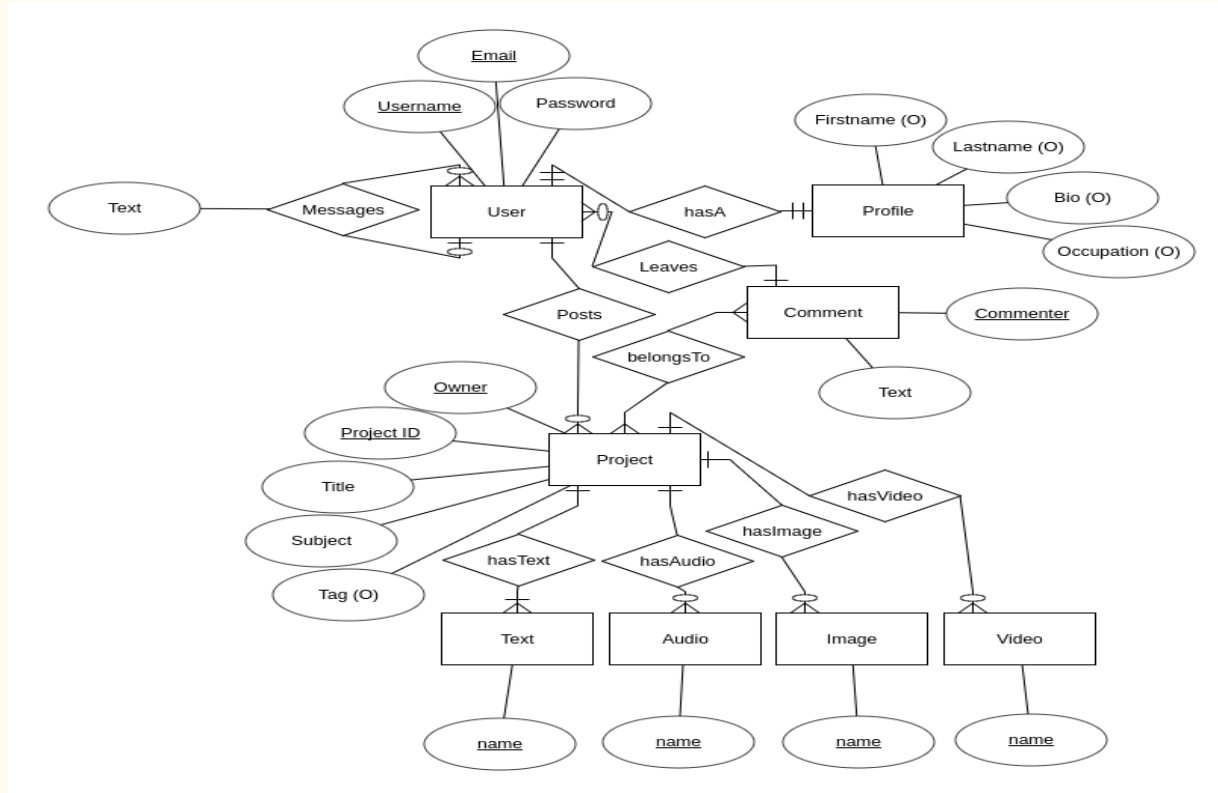 Email
Username
Password
Firstname (O)
Lastname (O)
Text
Messages
User
hasA
Profile
Bio (O)
Occupation (O)
Leaves
Posts
Comment
Commenter
belongsTo
Owner
Text
Project ID
Project
Title
hasVideo
Subject
hasImage
hasText
hasAudio
Tag (O)
Text
Audio
Image
Video
name
name
name
name